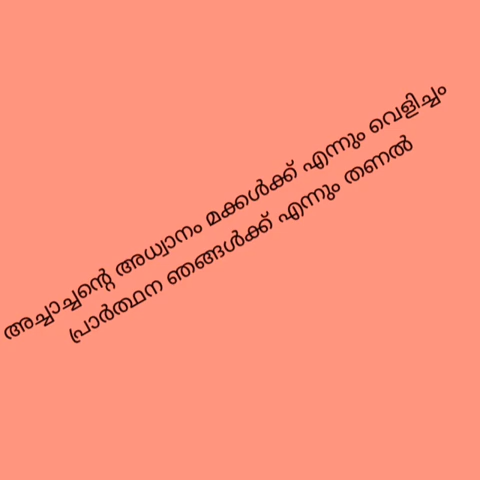 അച്ചാച്ചന്റെ അധ്വാനം മക്കൾക്ക് എന്നും വെളിച്ചം
പ്രാർത്ഥന ഞങ്ങൾക്ക് എന്നും തണൽ